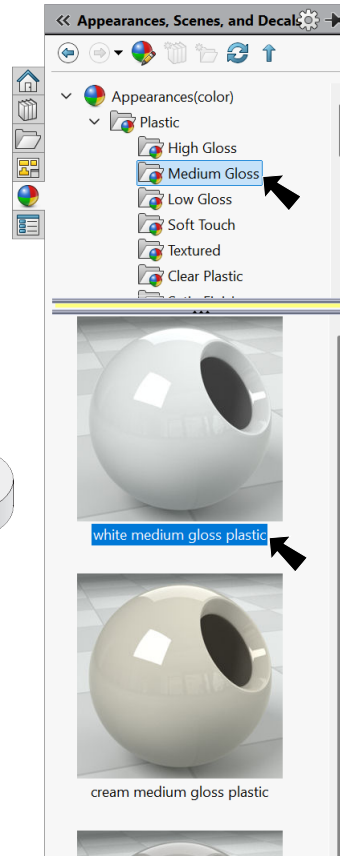 Appearances, Scenes, and Decals
Appearances(color)
Plastic
High Gloss
Medium Gloss
Low Gloss
Soft Touch
Textured
Clear Plastic
white medium gloss plastic
cream medium gloss plastic